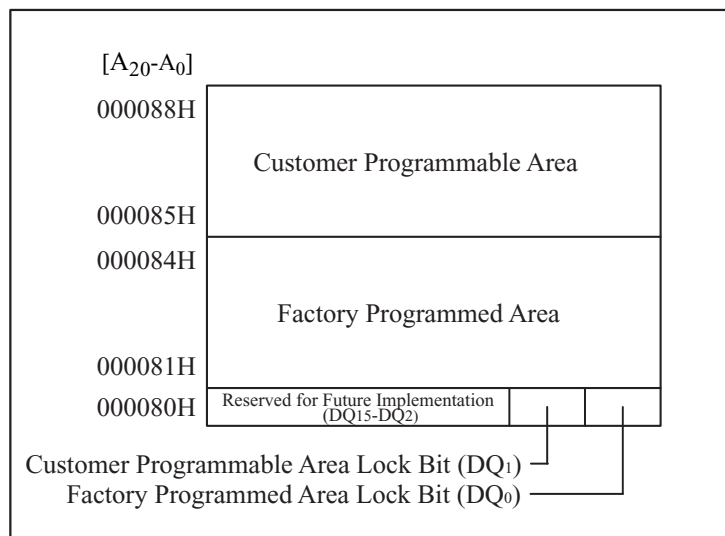 [A20-A0]
000088H
Customer Programmable Area
000085H
000084H
Factory Programmed Area
000081H
000080H
Reserved for Future Implementation
(DQ15-DQ2)
Customer Programmable Area Lock Bit (DQ1)
Factory Programmed Area Lock Bit (DQ0)